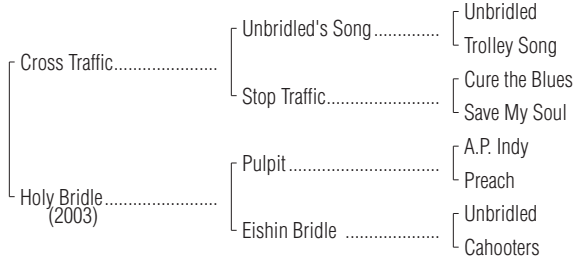 Unbridled
Unbridled's Song..............
Trolley Song
Cross Traffic......................
Cure the Blues
Stop Traffic........................
Save My Soul
A.P. Indy
Pulpit................................
Preach
Holy Bridle........................
(2003)
Unbridled
Eishin Bridle ....................
Cahooters